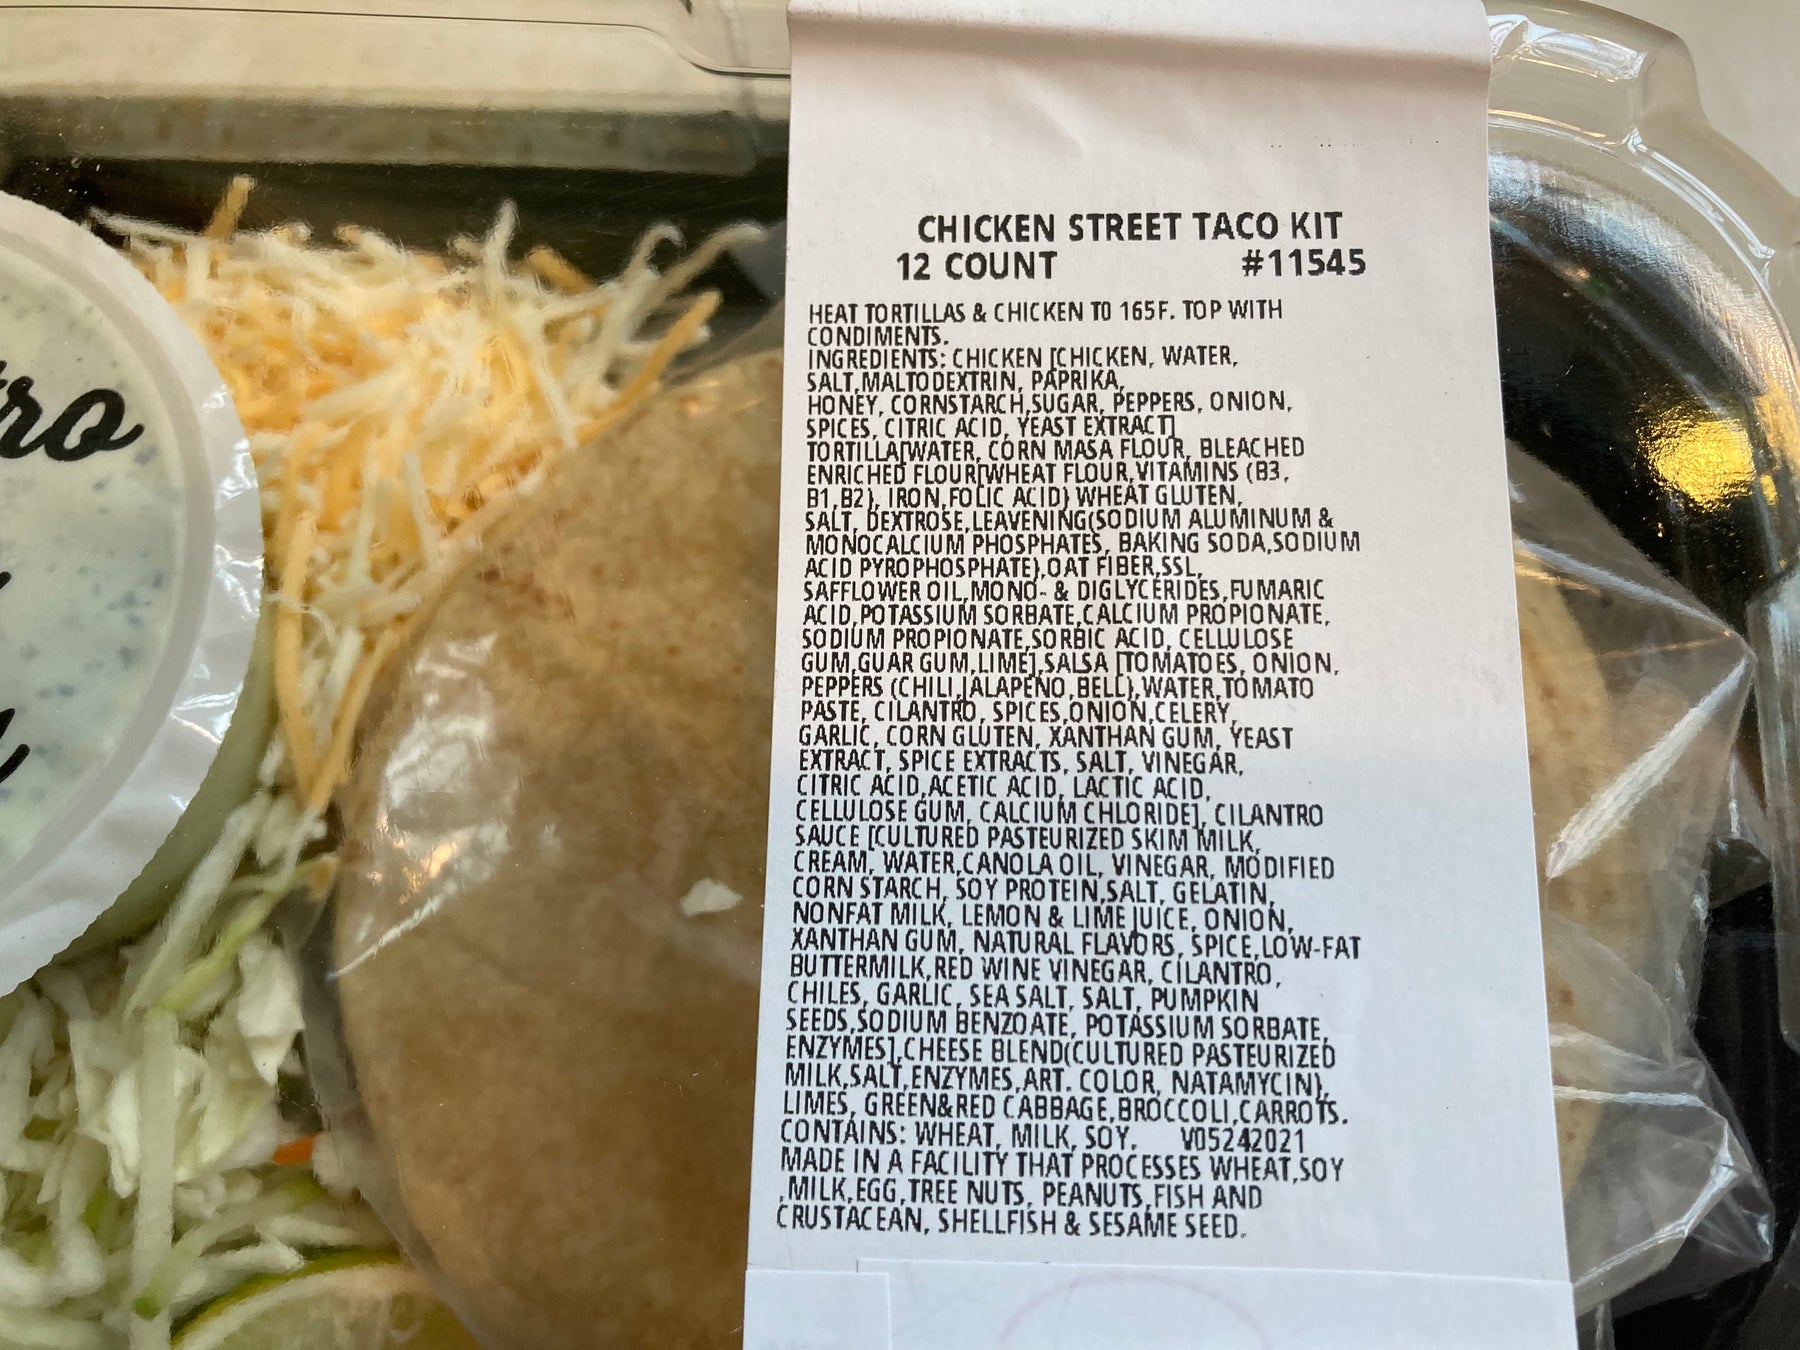 ro
CHICKEN STREET TACO KIT
12 COUNT #11545
HEAT TORTILLAS & CHICKEN TO 165F. TOP WITH
CONDIMENTS.
INGREDIENTS: CHICKEN [CHICKEN, WATER,
SALT,MALTODEXTRIN, PAPRIKA,
HONEY, CORNSTARCH,SUGAR, PEPPERS, ONION,
SPICES, CITRIC ACID, YEAST EXTRACT]
TORTILLA[WATER, CORN MASA FLOUR, BLEACHED
ENRICHED FLOUR(WHEAT FLOUR,VITAMINS (B3,
B1,B2), IRON,FOLIC ACID) WHEAT GLUTEN,
SALT, DEXTROSE,LEAVENING(SODIUM ALUMINUM &
MONOCALCIUM PHOSPHATES, BAKING SODA,SODIUM
ACID PYROPHOSPHATE),OAT FIBER,SSL,
SAFFLOWER OIL,MONO- & DIGLYCERIDES,FUMARIC
ACID,POTASSIUM SORBATE,CALCIUM PROPIONATE,
SODIUM PROPIONATE,SORBIC ACID, CELLULOSE
GUM,GUAR GUM,LIME],SALSA [TOMATOES, ONION,
PEPPERS (CHILI,JALAPENO,BELL),WATER,TOMATO
PASTE, CILANTRO, SPICES,ONION,CELERY,
GARLIC, CORN GLUTEN, XANTHAN GUM, YEAST
EXTRACT, SPICE EXTRACTS, SALT, VINEGAR,
CITRIC ACID,ACETIC ACID, LACTIC ACID,
CELLULOSE GUM, CALCIUM CHLORIDE], CILANTRO
SAUCE [CULTURED PASTEURIZED SKIM MILK,
CREAM, WATER,CANOLA OIL, VINEGAR, MODIFIED
CORN STARCH, SOY PROTEIN,SALT, GELATIN,
NONFAT MILK, LEMON & LIME JUICE, ONION,
XANTHAN GUM, NATURAL FLAVORS, SPICE,LOW-FAT
BUTTERMILK,RED WINE VINEGAR, CILANTRO,
CHILES, GARLIC, SEA SALT, SALT, PUMPKIN
SEEDS,SODIUM BENZOATE, POTASSIUM SORBATE,
ENZYMES],CHEESE BLEND(CULTURED PASTEURIZED
MILK,SALT,ENZYMES,ART. COLOR, NATAMYCIN),
LIMES, GREEN&RED CABBAGE,BROCCOLI,CARROTS.
CONTAINS: WHEAT, MILK, SOY. V05242021
MADE IN A FACILITY THAT PROCESSES WHEAT,SOY
,MILK,EGG,TREE NUTS, PEANUTS,FISH AND
CRUSTACEAN, SHELLFISH & SESAME SEED.